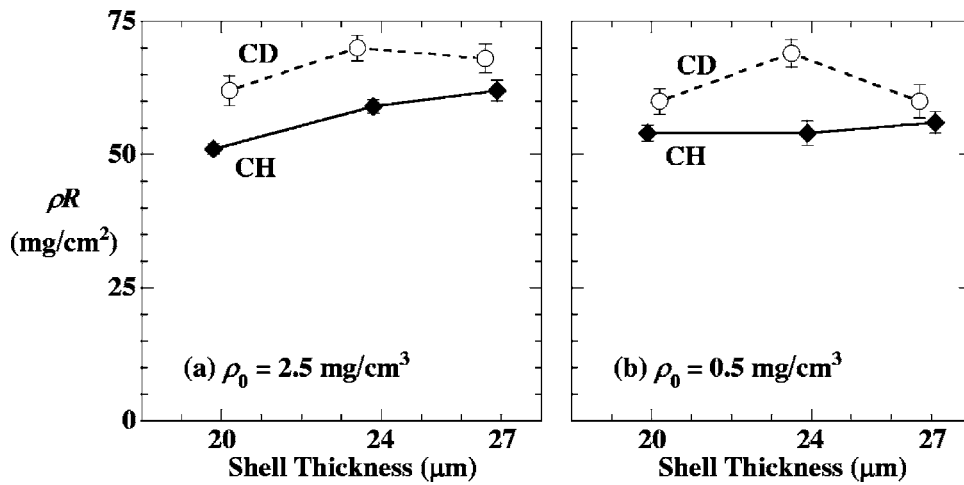 75
50
25
0
ρR
(mg/cm²)
CD
CH
(a) ρ₀ = 2.5 mg/cm³
20 24 27
Shell Thickness (μm)
CD
CH
(b) ρ₀ = 0.5 mg/cm³
20 24 27
Shell Thickness (μm)